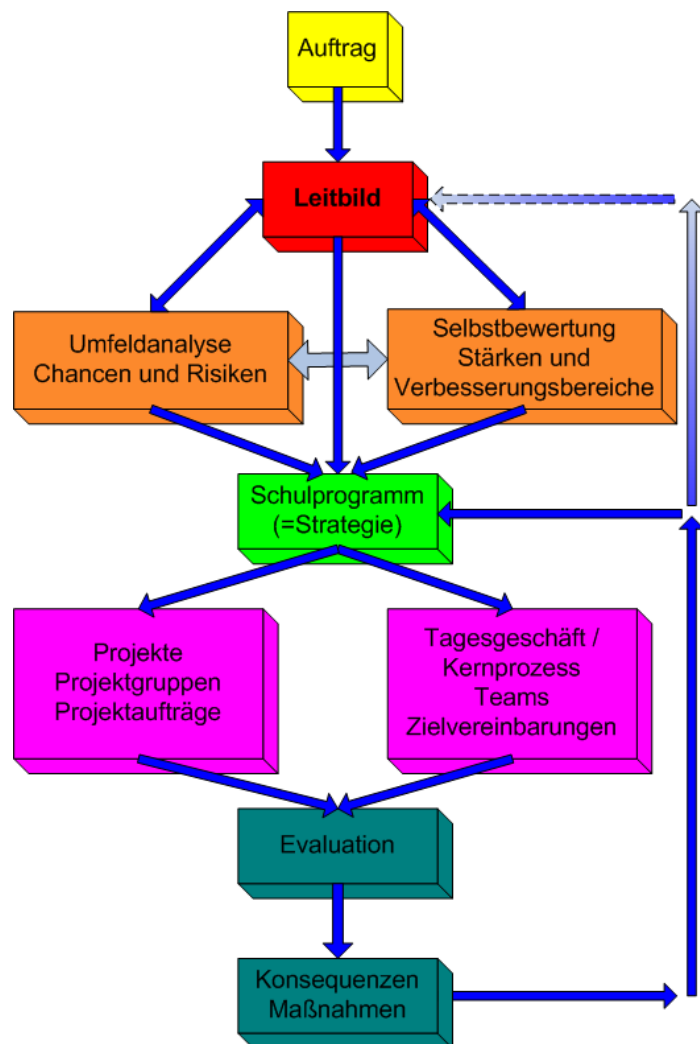 Auftrag
Leitbild
Umfeldanalyse
Chancen und Risiken
Selbstbewertung
Stärken und
Verbesserungsbereiche
Schulprogramm
(=Strategie)
Projekte
Projektgruppen
Projektaufträge
Tagesgeschäft /
Kernprozess
Teams
Zielvereinbarungen
Evaluation
Konsequenzen
Maßnahmen